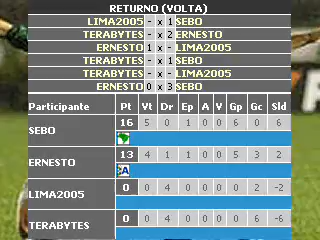 RETURNO (VOLTA)
LIMA2005 - x 1 SEBO
TERABYTES - x 2 ERNESTO
ERNESTO 1 x - LIMA2005
TERABYTES - x 1 SEBO
TERABYTES - x - LIMA2005
ERNESTO 0 x 3 SEBO
Participante Pt Vt Dr Ep A V Gp Gc Sld
SEBO 16 5 0 1 0 0 6 0 6
ERNESTO 13 4 1 1 0 0 5 3 2
LIMA2005 0 0 4 0 0 0 0 2 -2
TERABYTES 0 0 4 0 0 0 0 6 -6